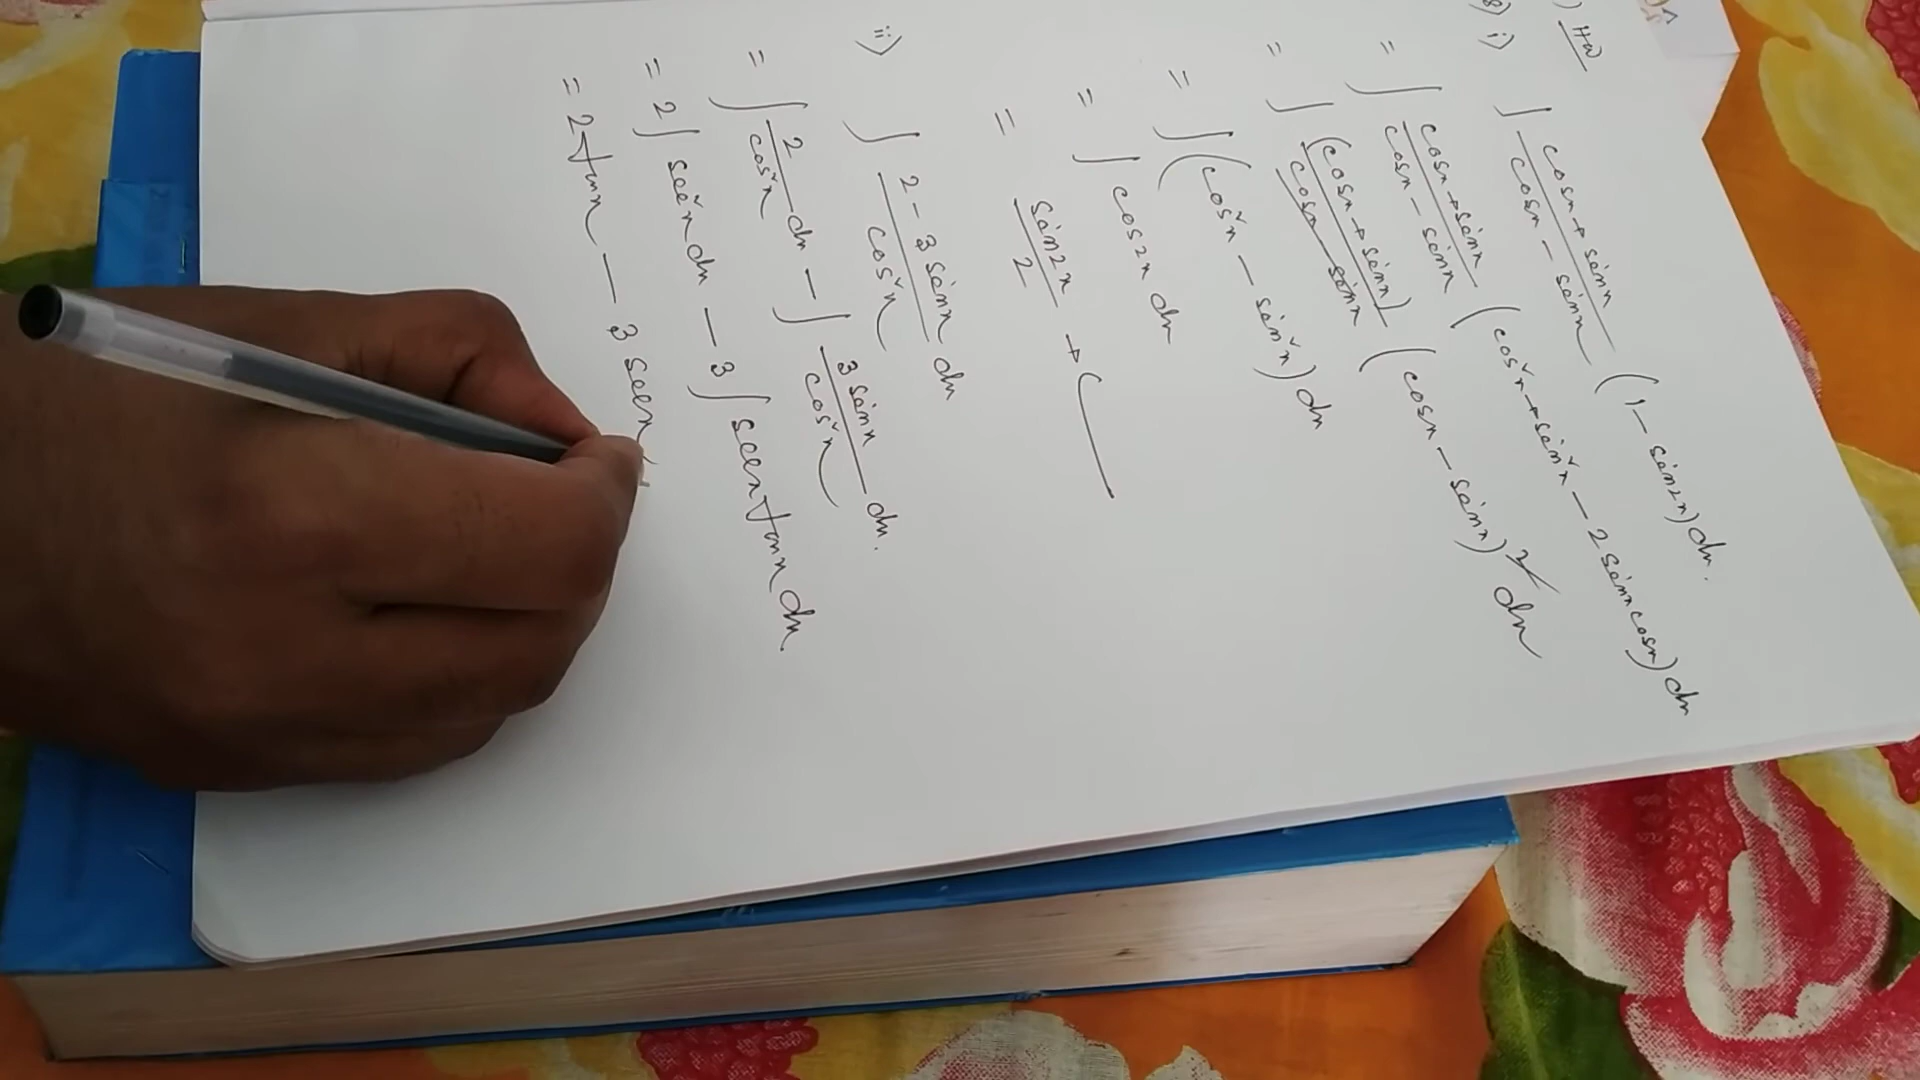 HW
8) i) ∫ (cosx + sinx)/(cosx - sinx) (1 - sin2x) dx.
= ∫ (cosx + sinx)/(cosx - sinx) (cos²x + sin²x - 2 sinx cosx) dx
= ∫ (cosx + sinx)/(cosx - sinx) (cosx - sinx)² dx
= ∫ (cos²x - sin²x) dx
= ∫ cos2x dx
= sin2x/2 + C
ii) ∫ (2 - 3 sinx)/cos²x dx
= ∫ 2/cos²x dx - ∫ 3 sinx/cos²x dx.
= 2 ∫ sec²x dx - 3 ∫ secx tanx dx
= 2 tanx - 3 secx